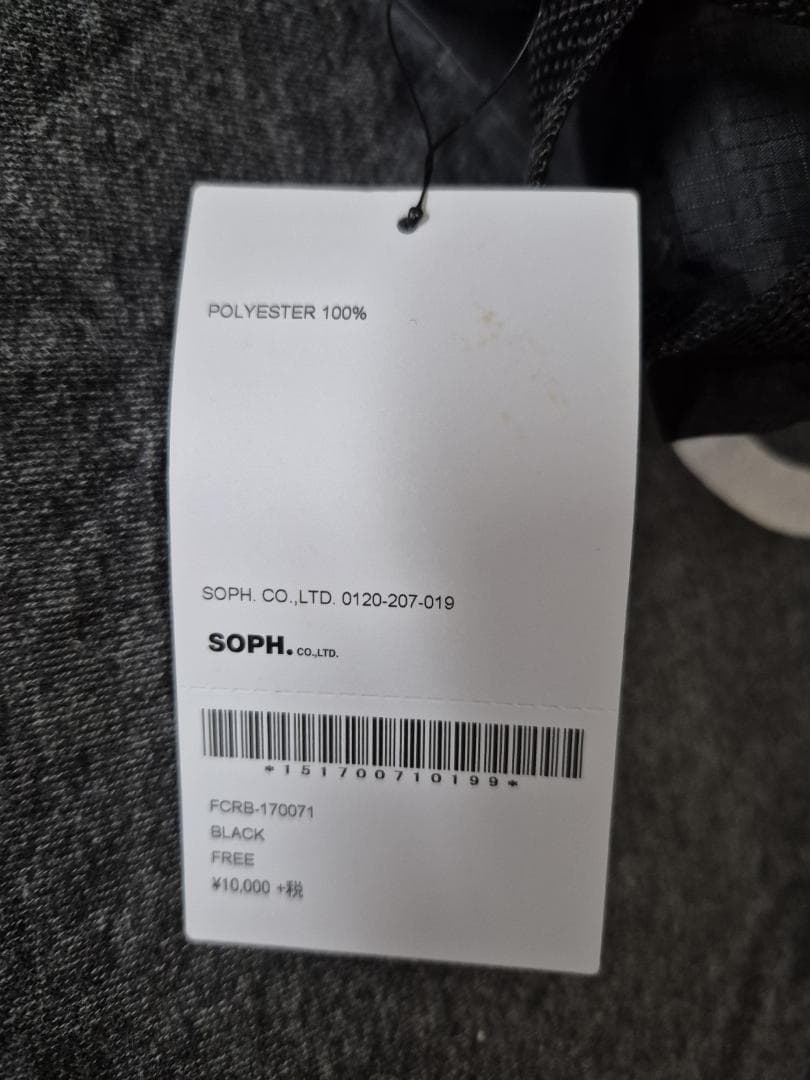 POLYESTER 100%
SOPH. CO.,LTD. 0120-207-019
SOPH. CO.,LTD.
*151700710199*
FCRB-170071
BLACK
FREE
¥10,000 +税